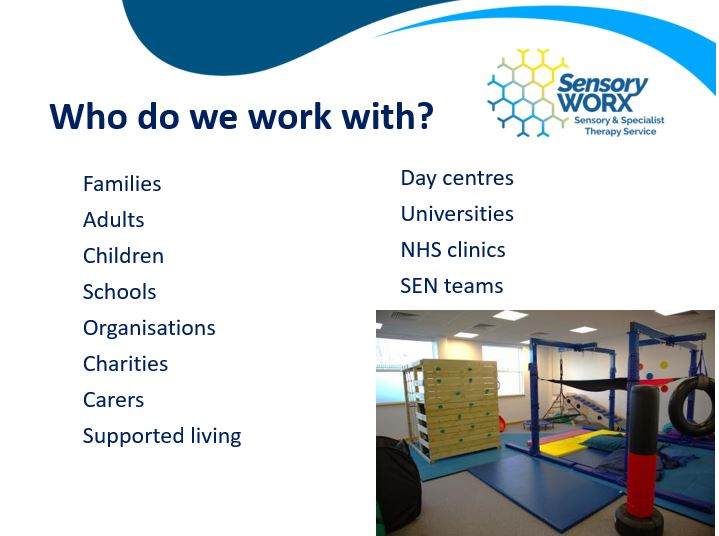 Sensory
WORX
Sensory & Specialist
Therapy Service
Who do we work with?
Families
Adults
Children
Schools
Organisations
Charities
Carers
Supported living
Day centres
Universities
NHS clinics
SEN teams